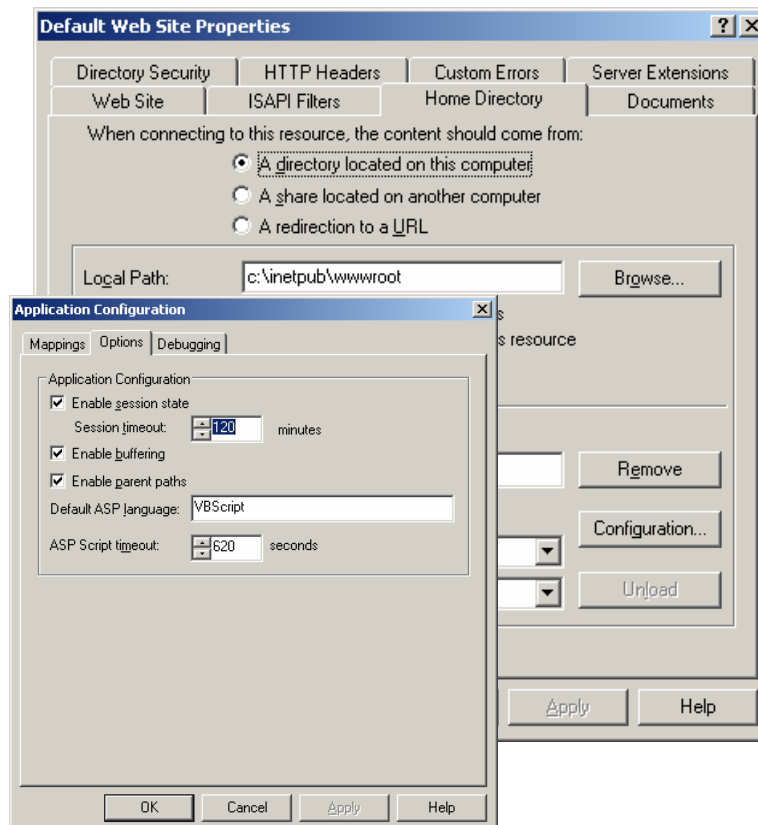 Default Web Site Properties
Directory Security HTTP Headers Custom Errors Server Extensions
Web Site ISAPI Filters Home Directory Documents
When connecting to this resource, the content should come from:
A directory located on this computer
A share located on another computer
A redirection to a URL
Local Path: c:\inetpub\wwwroot Browse...
s resource
Remove
Configuration...
Unload
Apply Help
Application Configuration
Mappings Options Debugging
Application Configuration
Enable session state
Session timeout: 120 minutes
Enable buffering
Enable parent paths
Default ASP language: VBScript
ASP Script timeout: 620 seconds
OK Cancel Apply Help